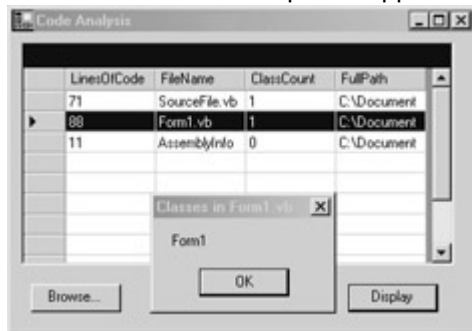 Code Analysis
LinesOfCode FileName ClassCount FullPath
71 SourceFile.vb 1 C:\Document
88 Form1.vb 1 C:\Document
11 AssemblyInfo 0 C:\Document
Classes in Form1.vb
Form1
OK
Browse... Display